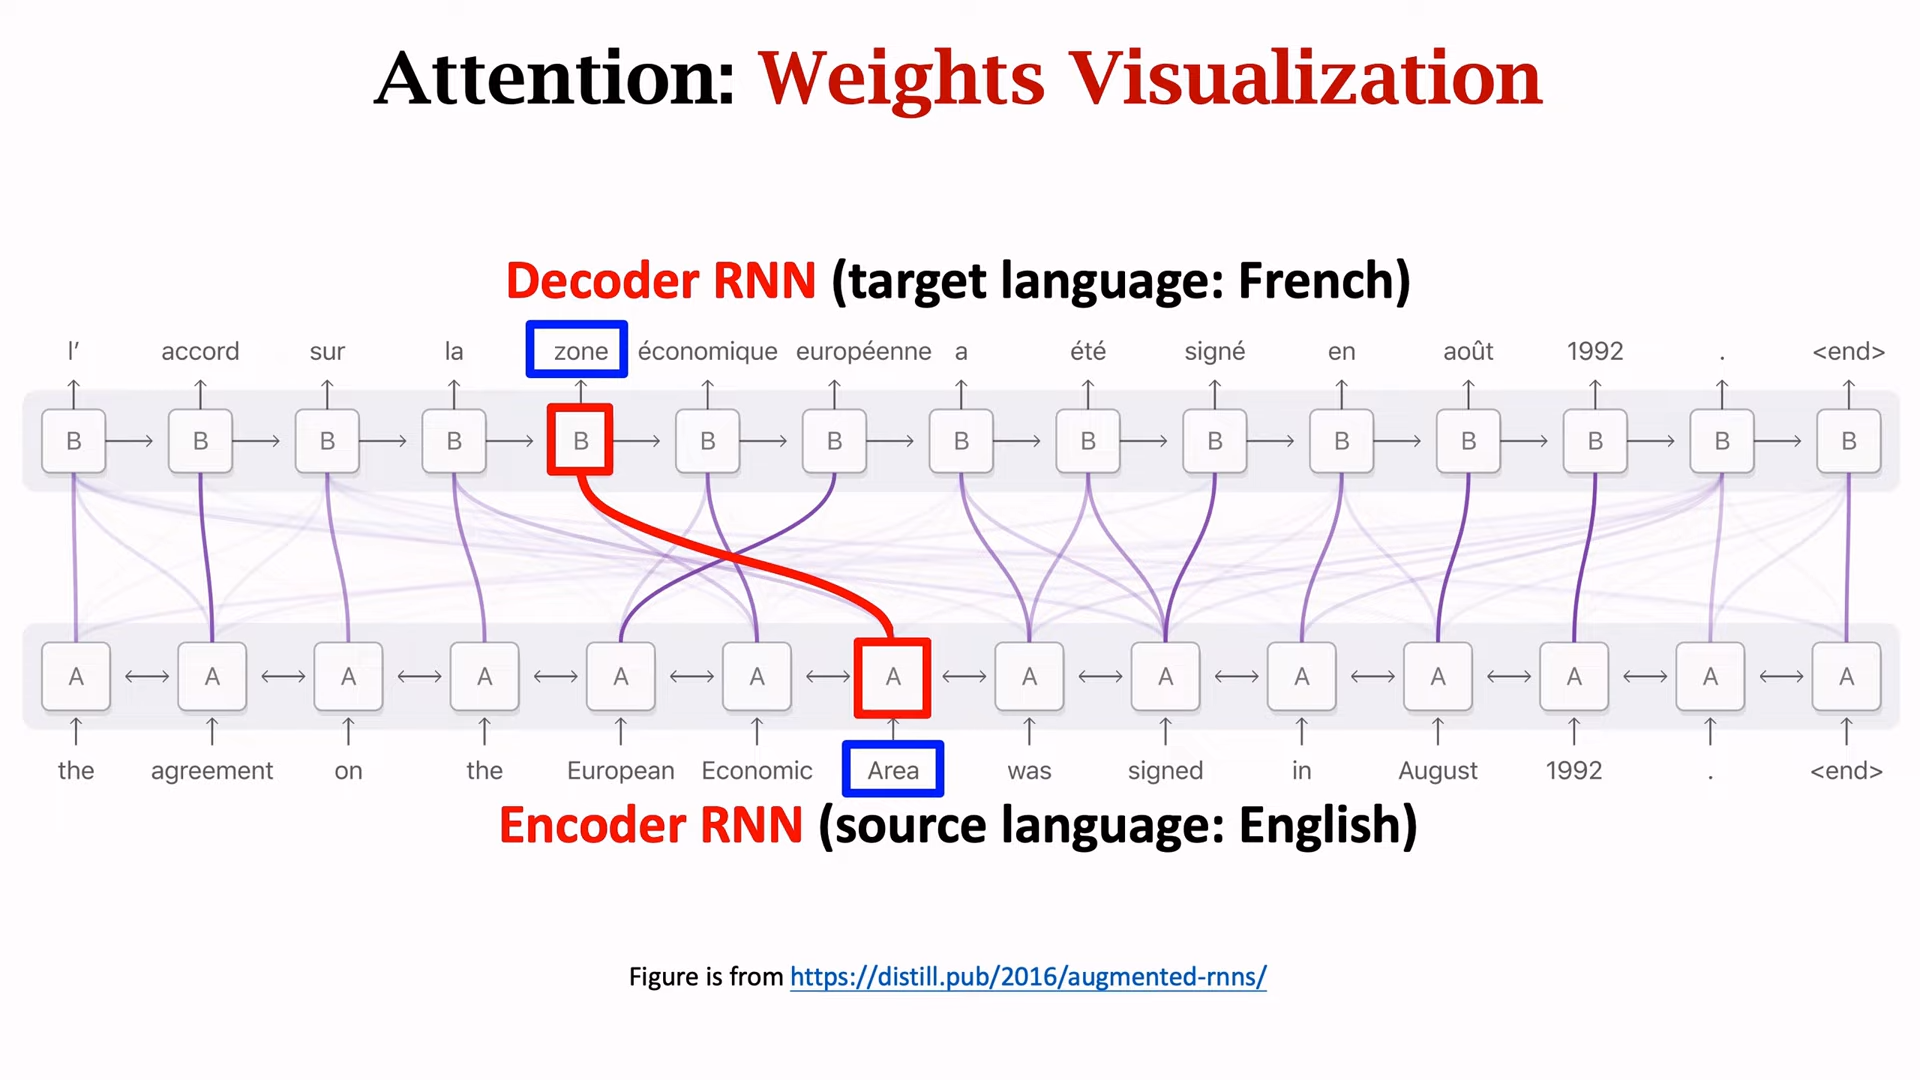 Attention: Weights Visualization
Decoder RNN (target language: French)
l’ accord sur la zone économique européenne a été signé en août 1992 . <end>
B B B B B B B B B B B B B B B
A A A A A A A A A A A A A A
the agreement on the European Economic Area was signed in August 1992 . <end>
Encoder RNN (source language: English)
Figure is from https://distill.pub/2016/augmented-rnns/